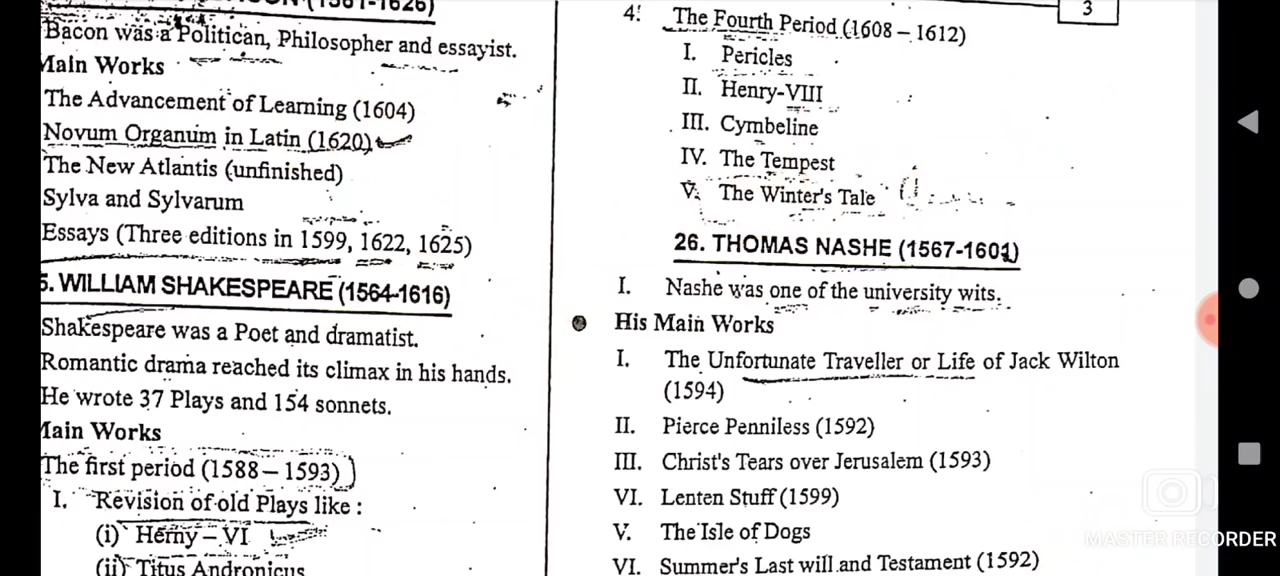 (1561-1626)
Bacon was a Politican, Philosopher and essayist.
Main Works
The Advancement of Learning (1604)
Novum Organum in Latin (1620)
The New Atlantis (unfinished)
Sylva and Sylvarum
Essays (Three editions in 1599, 1622, 1625)
5. WILLIAM SHAKESPEARE (1564-1616)
Shakespeare was a Poet and dramatist.
Romantic drama reached its climax in his hands.
He wrote 37 Plays and 154 sonnets.
Main Works
The first period (1588 – 1593)
I. Revision of old Plays like :
(i) Herny – VI
(ii) Titus Andronicus
3
4. The Fourth Period (1608 – 1612)
I. Pericles
II. Henry-VIII
III. Cymbeline
IV. The Tempest
V. The Winter's Tale
26. THOMAS NASHE (1567-1601)
I. Nashe was one of the university wits.
His Main Works
I. The Unfortunate Traveller or Life of Jack Wilton
(1594)
II. Pierce Penniless (1592)
III. Christ's Tears over Jerusalem (1593)
VI. Lenten Stuff (1599)
V. The Isle of Dogs
VI. Summer's Last will and Testament (1592)
MASTER RECORDER